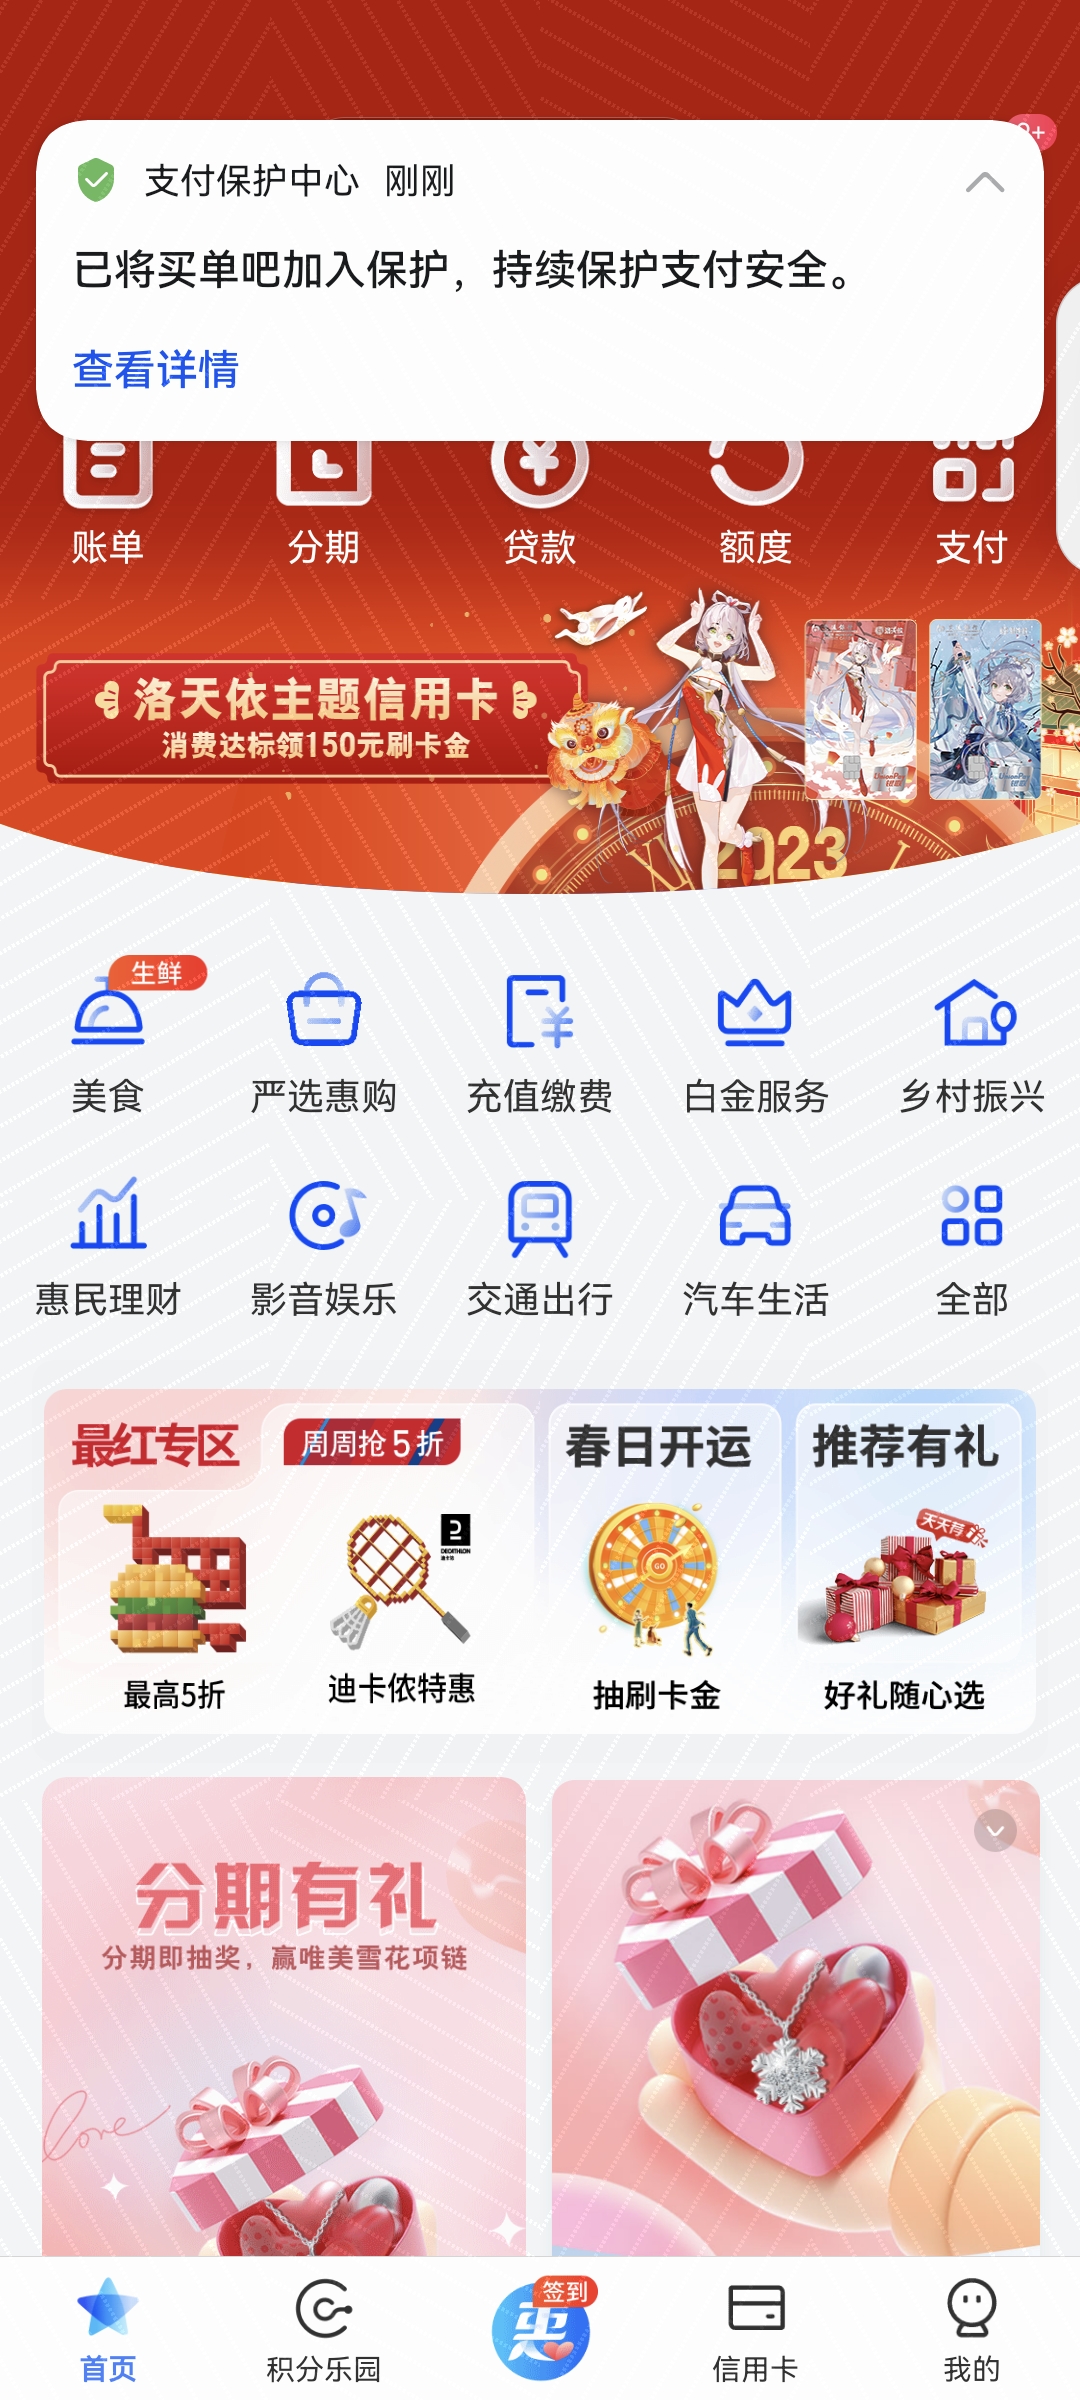 支付保护中心 刚刚
已将买单吧加入保护，持续保护支付安全。
查看详情
账单 分期 贷款 额度 支付
洛天依主题信用卡
消费达标领150元刷卡金
2023
生鲜
美食 严选惠购 充值缴费 白金服务 乡村振兴
惠民理财 影音娱乐 交通出行 汽车生活 全部
最红专区 周周抢5折 春日开运 推荐有礼
DECATHLON
迪卡侬
GO
天天有
最高5折 迪卡侬特惠 抽刷卡金 好礼随心选
分期有礼
分期即抽奖，赢唯美雪花项链
love
签到
惠
首页 积分乐园 信用卡 我的